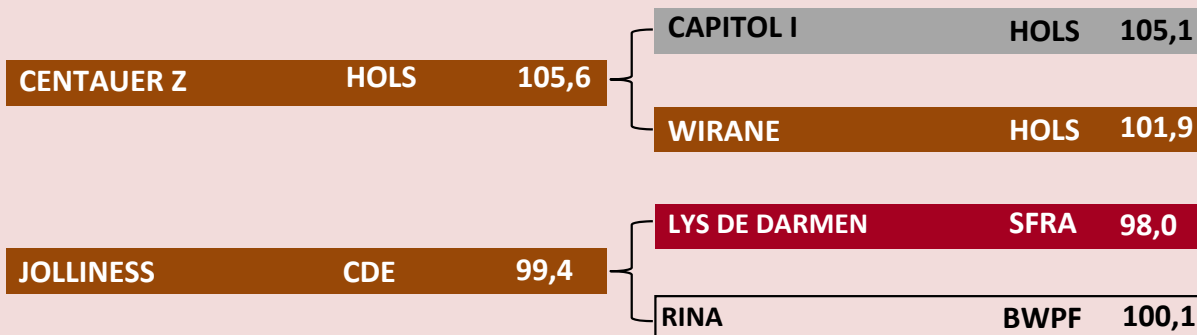 CAPITOL I HOLS 105,1
CENTAUER Z HOLS 105,6
WIRANE HOLS 101,9
LYS DE DARMEN SFRA 98,0
JOLLINESS CDE 99,4
RINA BWPF 100,1